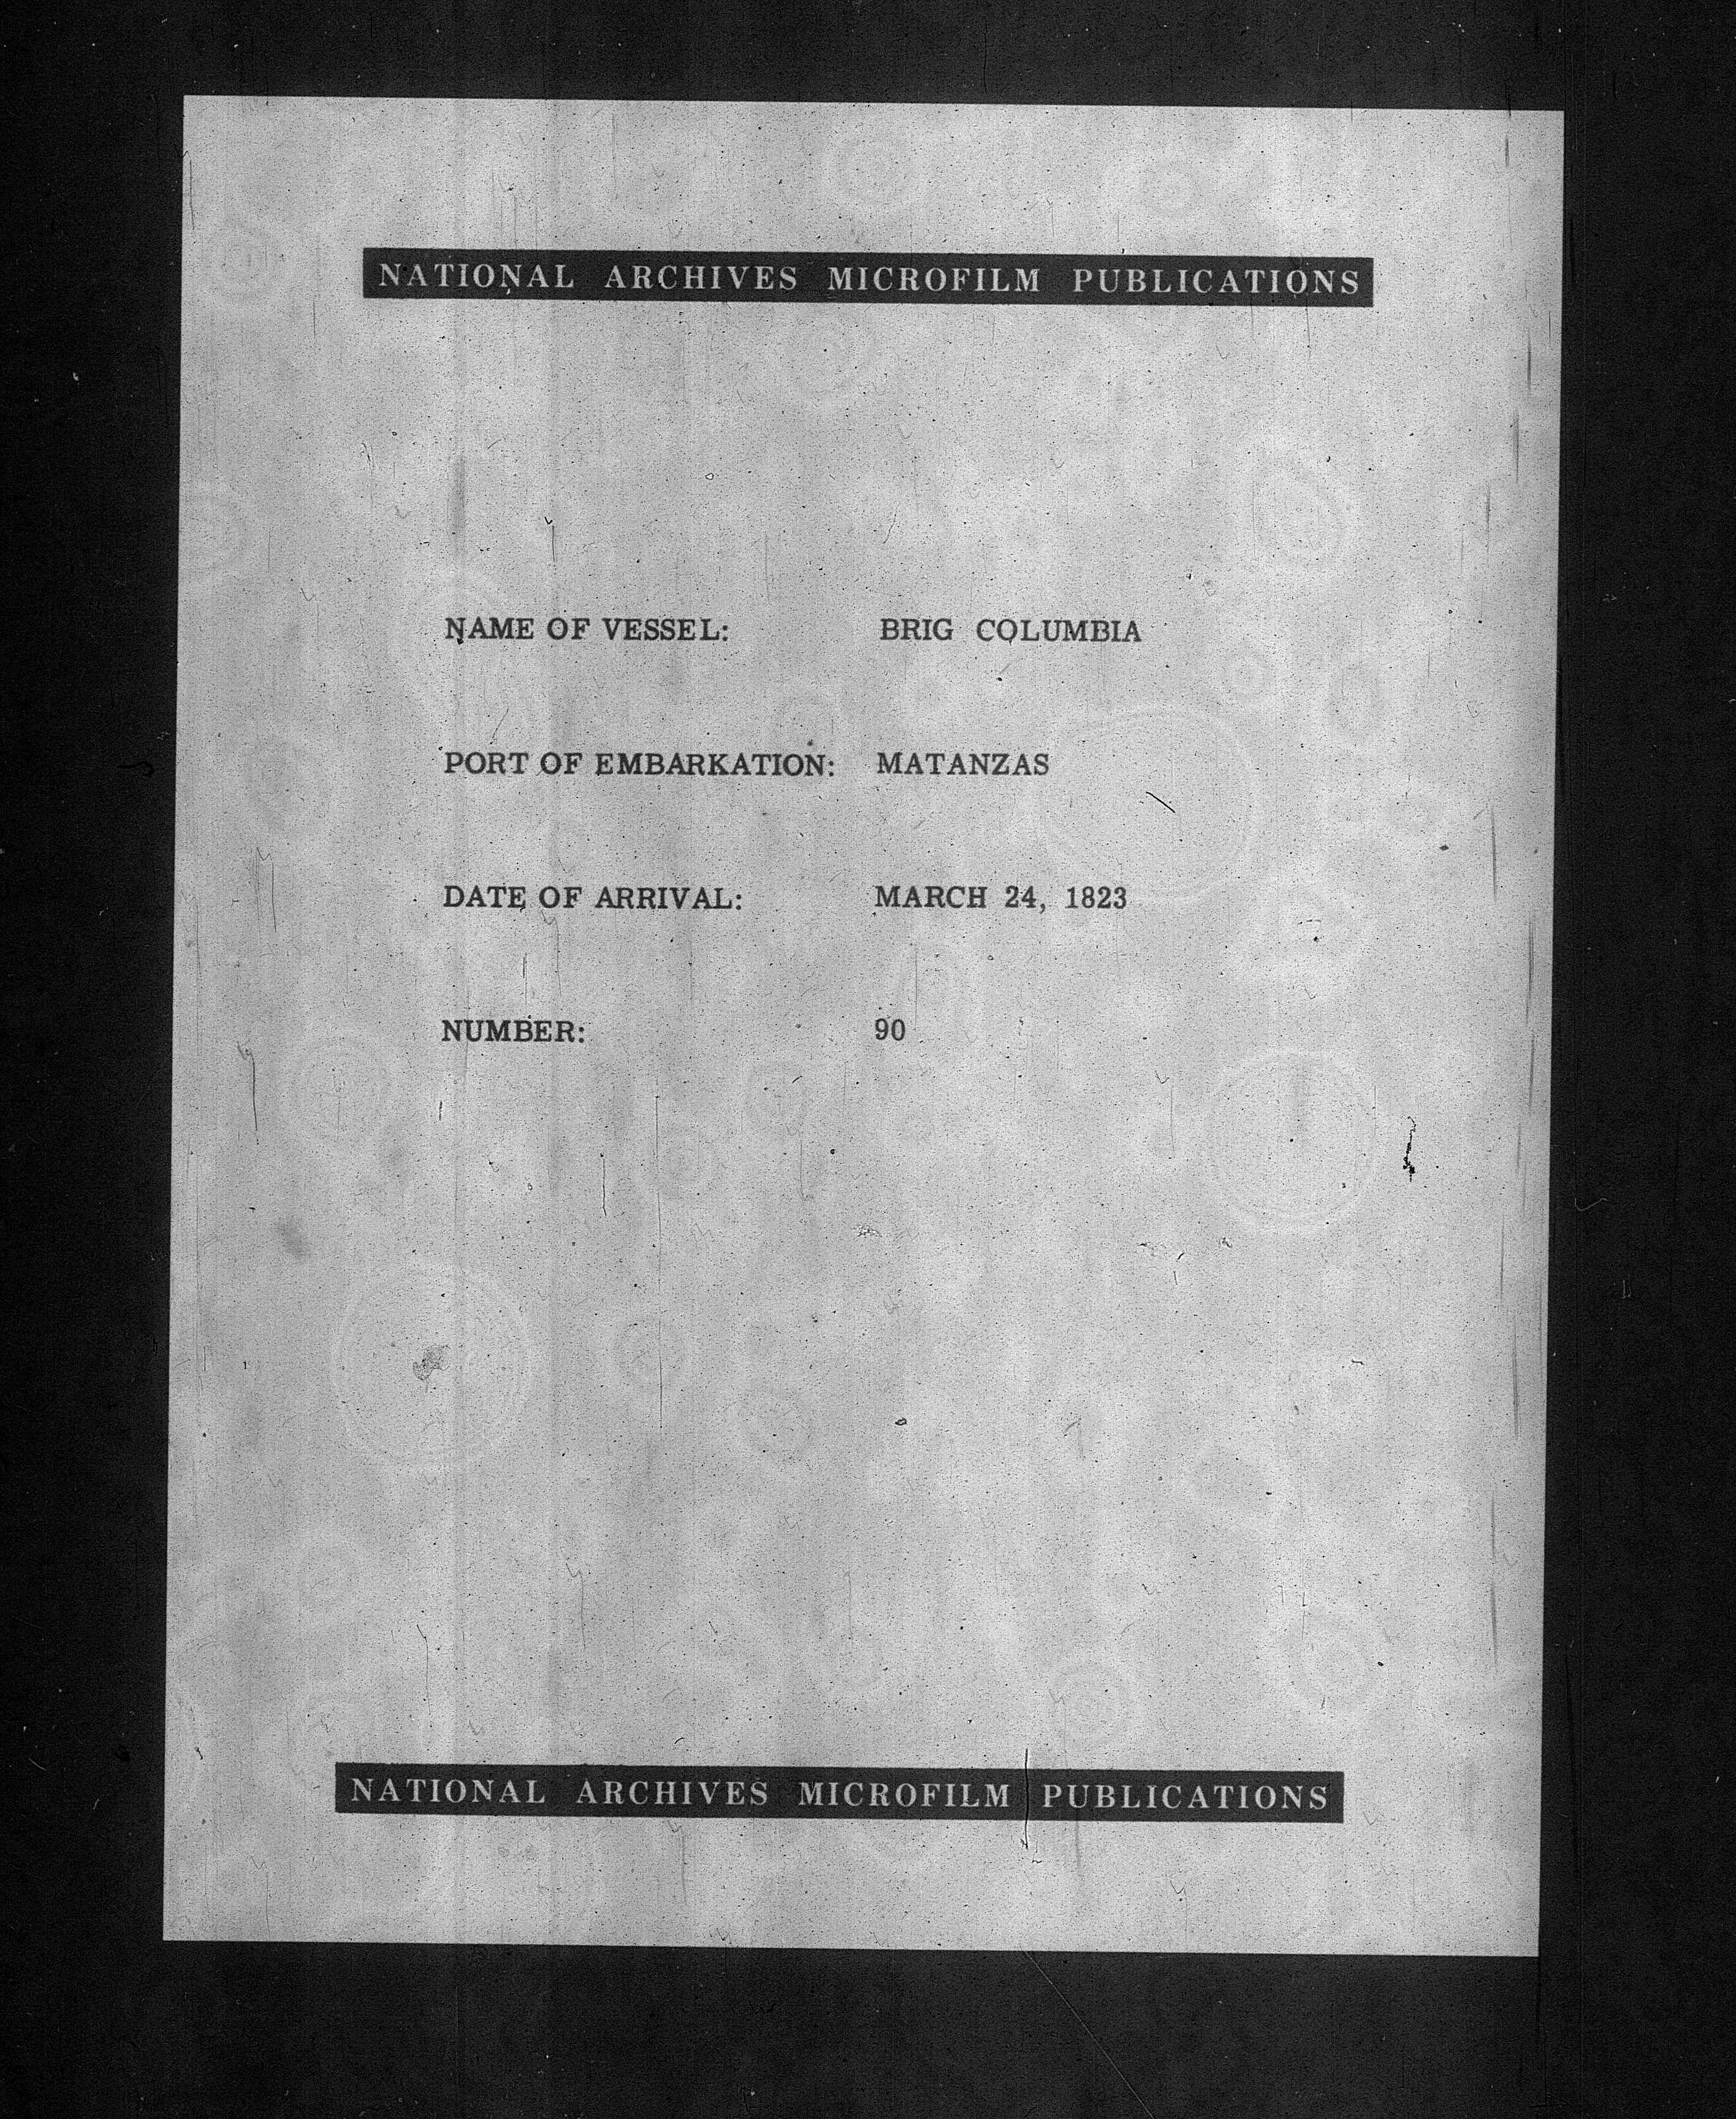 NATIONAL ARCHIVES MICROFILM PUBLICATIONS
NAME OF VESSEL: BRIG COLUMBIA
PORT OF EMBARKATION: MATANZAS
DATE OF ARRIVAL: MARCH 24, 1823
NUMBER: 90
NATIONAL ARCHIVES MICROFILM PUBLICATIONS